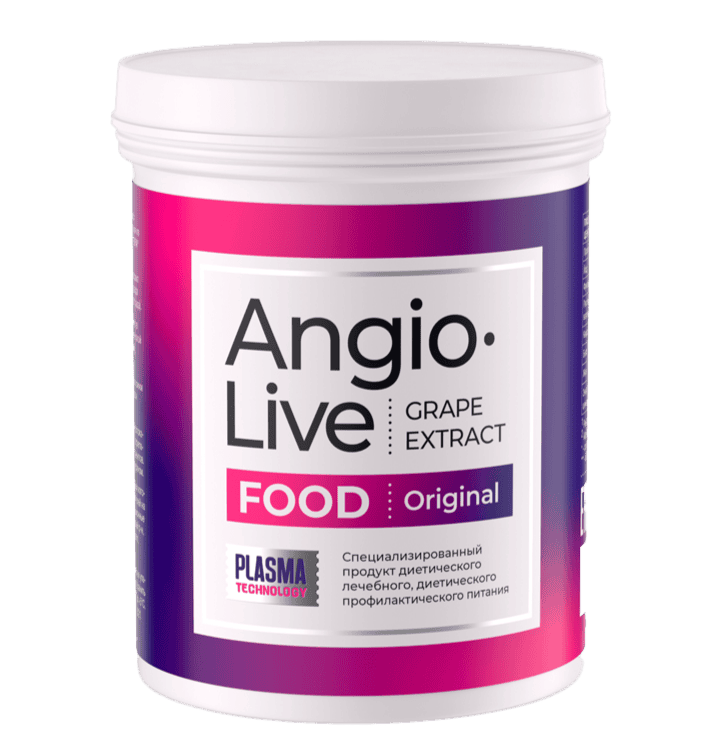 Angio·
Live
GRAPE
EXTRACT
FOOD
Original
PLASMA
TECHNOLOGY
Специализированный
продукт диетического
лечебного, диетического
профилактического питания